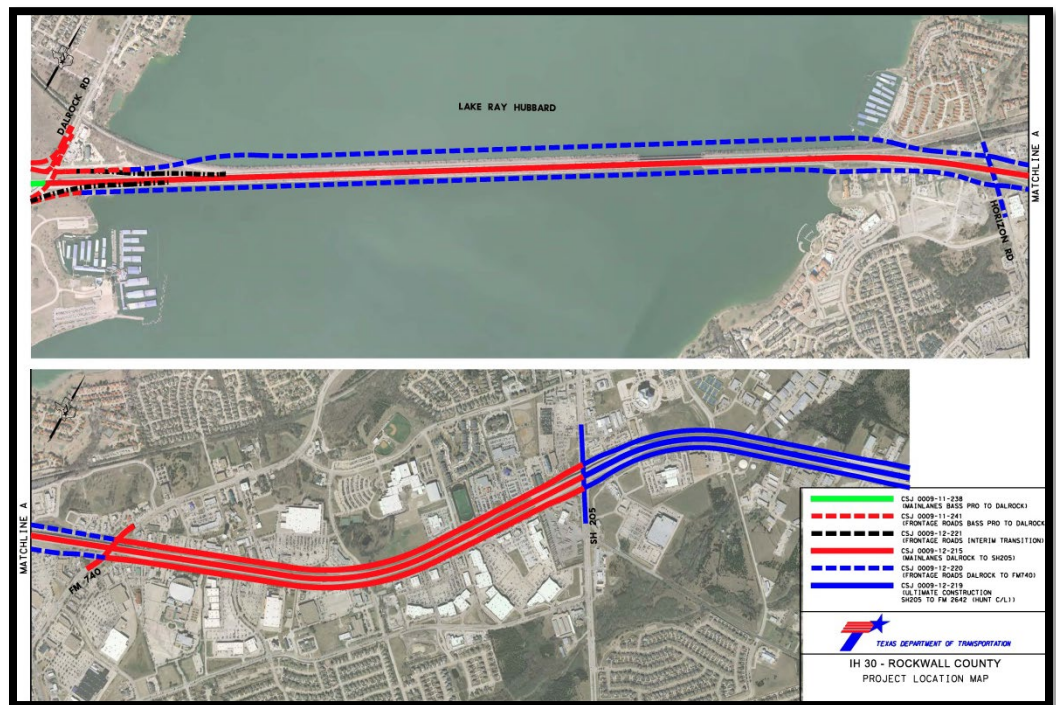 DALROCK RD
LAKE RAY HUBBARD
HORIZON RD
MATCHLINE A
MATCHLINE A
FM 740
SH 205
CSJ 0009-11-238
(MAINLANES BASS PRO TO DALROCK)
CSJ 0009-11-241
(FRONTAGE ROADS BASS PRO TO DALROCK
CSJ 0009-12-221
(FRONTAGE ROADS INTERIM TRANSITION)
CSJ 0009-12-215
(MAINLANES DALROCK TO SH205)
CSJ 0009-12-220
(FRONTAGE ROADS DALROCK TO FM740)
CSJ 0009-12-219
(ULTIMATE CONSTRUCTION
SH205 TO FM 2642 (HUNT C/L))
TEXAS DEPARTMENT OF TRANSPORTATION
IH 30 - ROCKWALL COUNTY
PROJECT LOCATION MAP